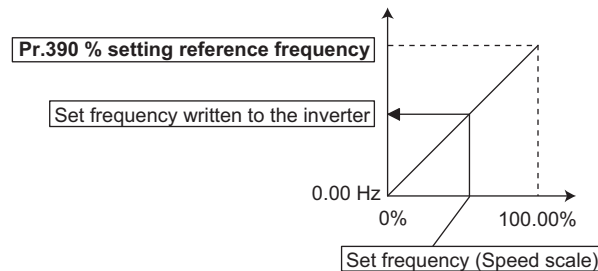 Pr.390 % setting reference frequency
Set frequency written to the inverter
0.00 Hz
0%
100.00%
Set frequency (Speed scale)